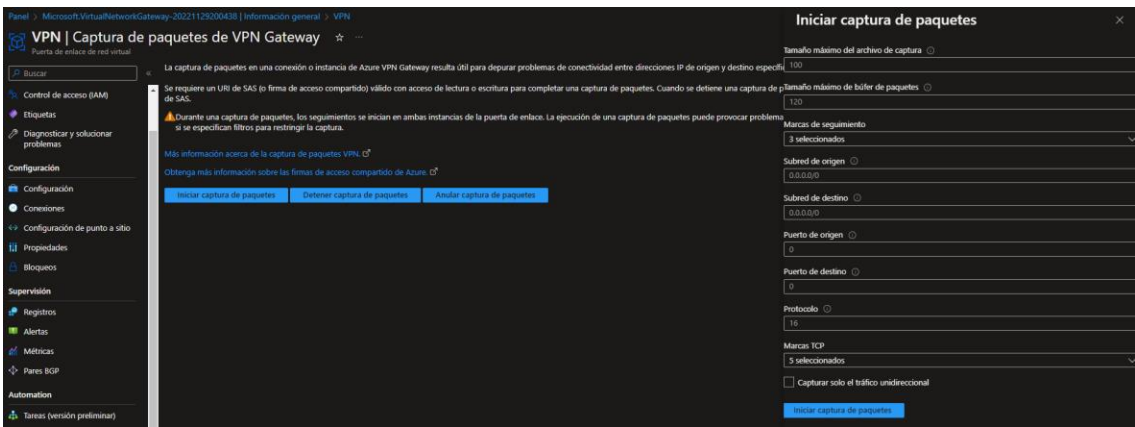 Panel > Microsoft.VirtualNetworkGateway-20221129200438 | Información general > VPN
VPN | Captura de paquetes de VPN Gateway
Puerta de enlace de red virtual
Buscar
Control de acceso (IAM)
Etiquetas
Diagnosticar y solucionar
problemas
Configuración
Configuración
Conexiones
Configuración de punto a sitio
Propiedades
Bloqueos
Supervisión
Registros
Alertas
Métricas
Pares BGP
Automation
Tareas (versión preliminar)
La captura de paquetes en una conexión o instancia de Azure VPN Gateway resulta útil para depurar problemas de conectividad entre direcciones IP de origen y destino específi
Se requiere un URI de SAS (o firma de acceso compartido) válido con acceso de lectura o escritura para completar una captura de paquetes. Cuando se detiene una captura de p
de SAS.
Durante una captura de paquetes, los seguimientos se inician en ambas instancias de la puerta de enlace. La ejecución de una captura de paquetes puede provocar problema
si se especifican filtros para restringir la captura.
Más información acerca de la captura de paquetes VPN.
Obtenga más información sobre las firmas de acceso compartido de Azure.
Iniciar captura de paquetes Detener captura de paquetes Anular captura de paquetes
Iniciar captura de paquetes
Tamaño máximo del archivo de captura
100
Tamaño máximo de búfer de paquetes
120
Marcas de seguimiento
3 seleccionados
Subred de origen
0.0.0.0/0
Subred de destino
0.0.0.0/0
Puerto de origen
0
Puerto de destino
0
Protocolo
16
Marcas TCP
5 seleccionados
Capturar solo el tráfico unidireccional
Iniciar captura de paquetes